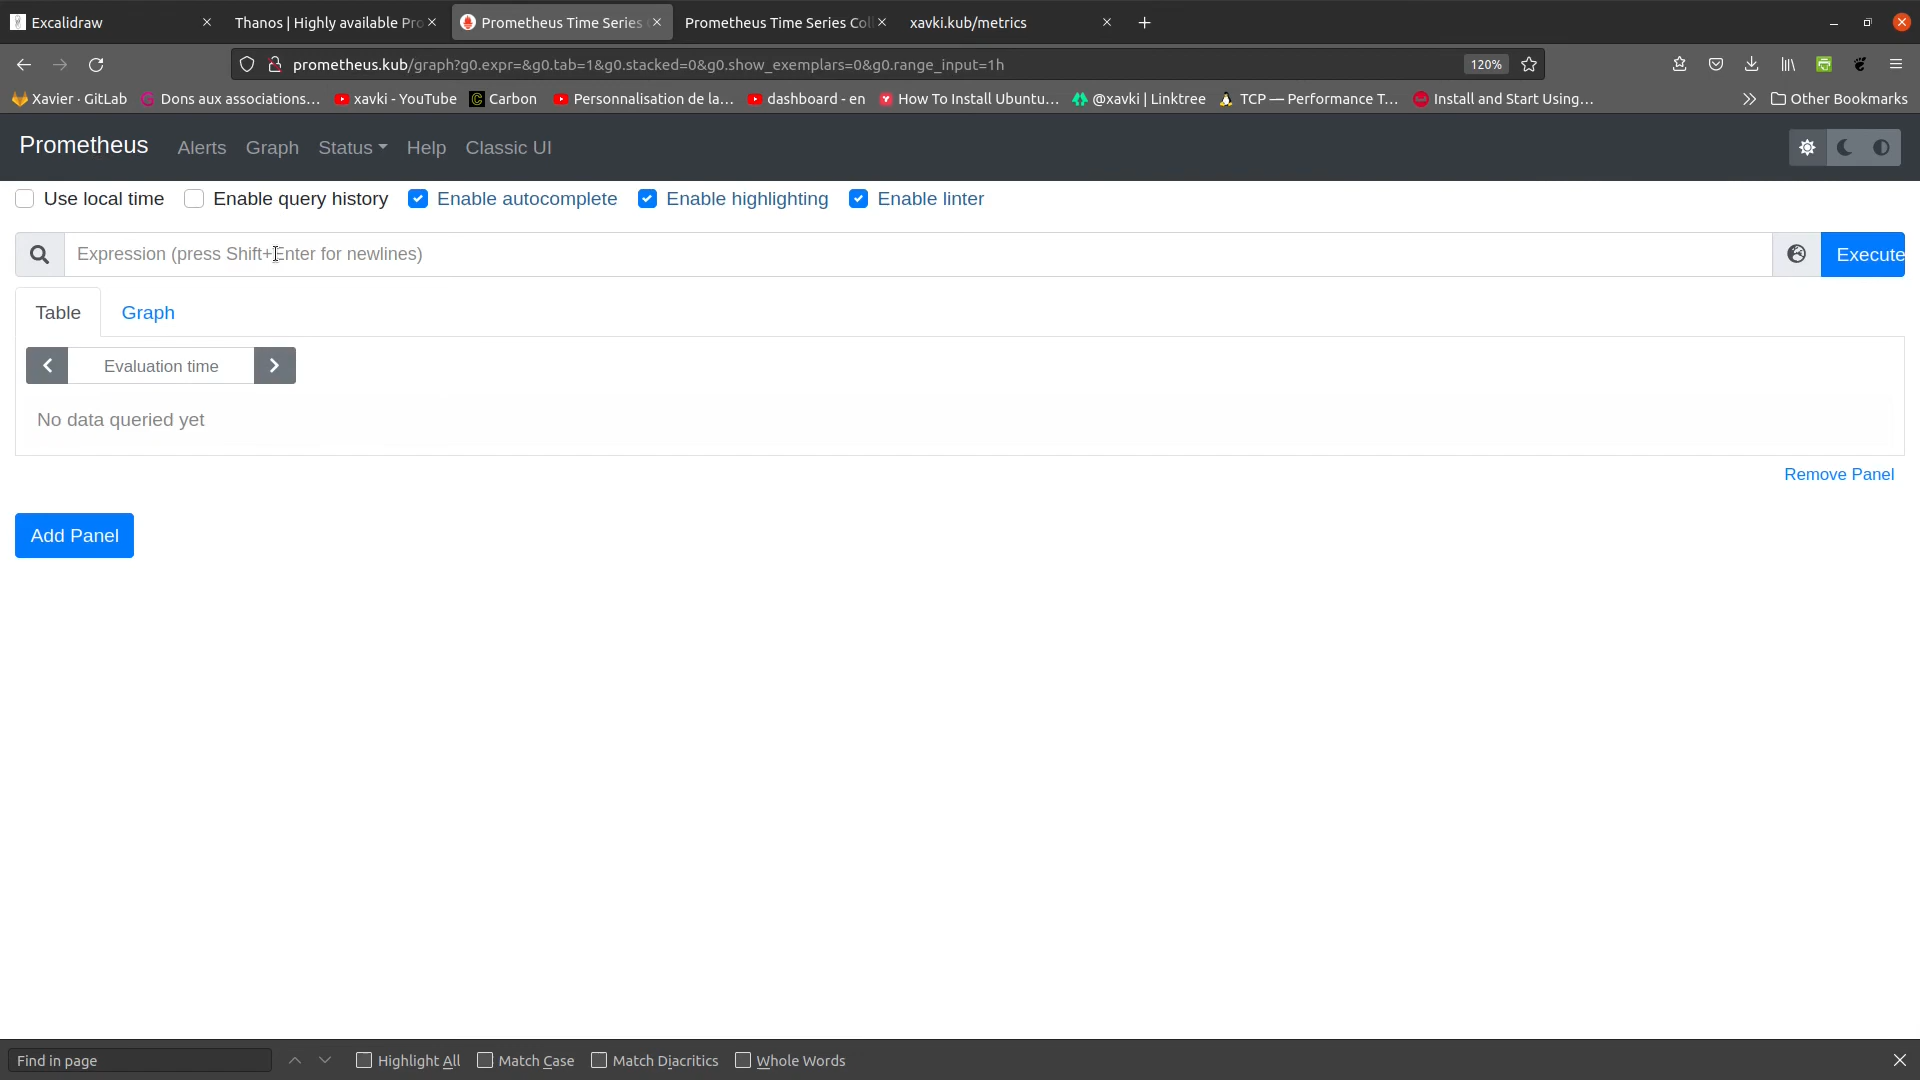 Excalidraw
Thanos | Highly available Pro
Prometheus Time Series
Prometheus Time Series Col
xavki.kub/metrics
prometheus.kub/graph?g0.expr=&g0.tab=1&g0.stacked=0&g0.show_exemplars=0&g0.range_input=1h
120%
Xavier · GitLab
Dons aux associations...
xavki - YouTube
Carbon
Personnalisation de la...
dashboard - en
How To Install Ubuntu...
@xavki | Linktree
TCP — Performance T...
Install and Start Using...
Other Bookmarks
Prometheus
Alerts
Graph
Status
Help
Classic UI
Use local time
Enable query history
Enable autocomplete
Enable highlighting
Enable linter
Expression (press Shift+Enter for newlines)
Execute
Table
Graph
Evaluation time
No data queried yet
Remove Panel
Add Panel
Find in page
Highlight All
Match Case
Match Diacritics
Whole Words